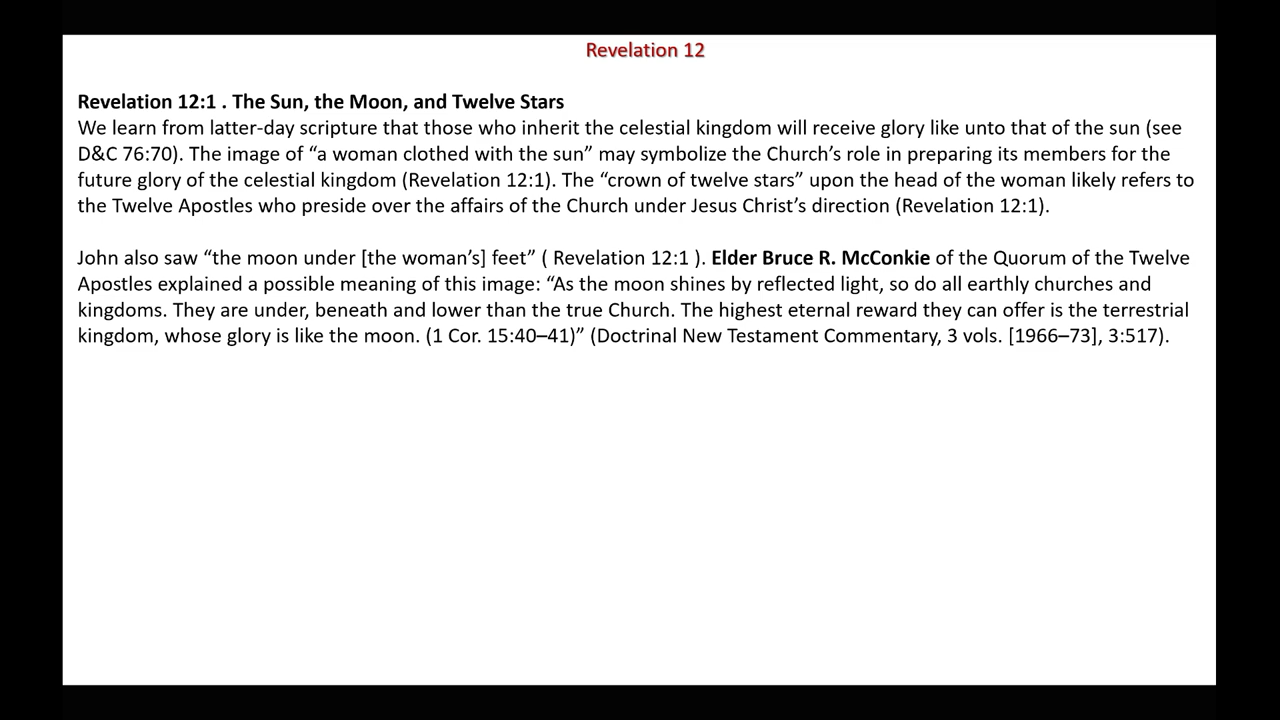 Revelation 12
Revelation 12:1 . The Sun, the Moon, and Twelve Stars
We learn from latter-day scripture that those who inherit the celestial kingdom will receive glory like unto that of the sun (see
D&C 76:70). The image of “a woman clothed with the sun” may symbolize the Church’s role in preparing its members for the
future glory of the celestial kingdom (Revelation 12:1). The “crown of twelve stars” upon the head of the woman likely refers to
the Twelve Apostles who preside over the affairs of the Church under Jesus Christ’s direction (Revelation 12:1).
John also saw “the moon under [the woman’s] feet” ( Revelation 12:1 ). Elder Bruce R. McConkie of the Quorum of the Twelve
Apostles explained a possible meaning of this image: “As the moon shines by reflected light, so do all earthly churches and
kingdoms. They are under, beneath and lower than the true Church. The highest eternal reward they can offer is the terrestrial
kingdom, whose glory is like the moon. (1 Cor. 15:40–41)” (Doctrinal New Testament Commentary, 3 vols. [1966–73], 3:517).